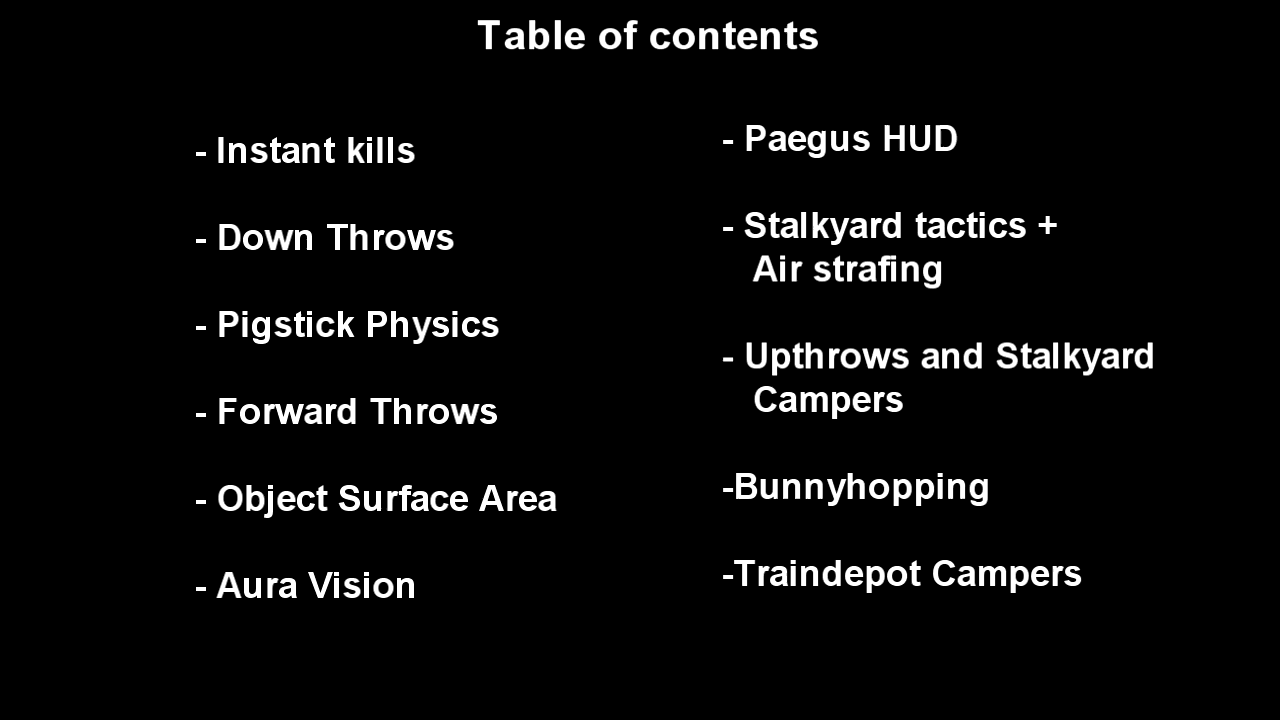 Table of contents
- Instant kills
- Down Throws
- Pigstick Physics
- Forward Throws
- Object Surface Area
- Aura Vision
- Paegus HUD
- Stalkyard tactics +
Air strafing
- Upthrows and Stalkyard
Campers
-Bunnyhopping
-Traindepot Campers